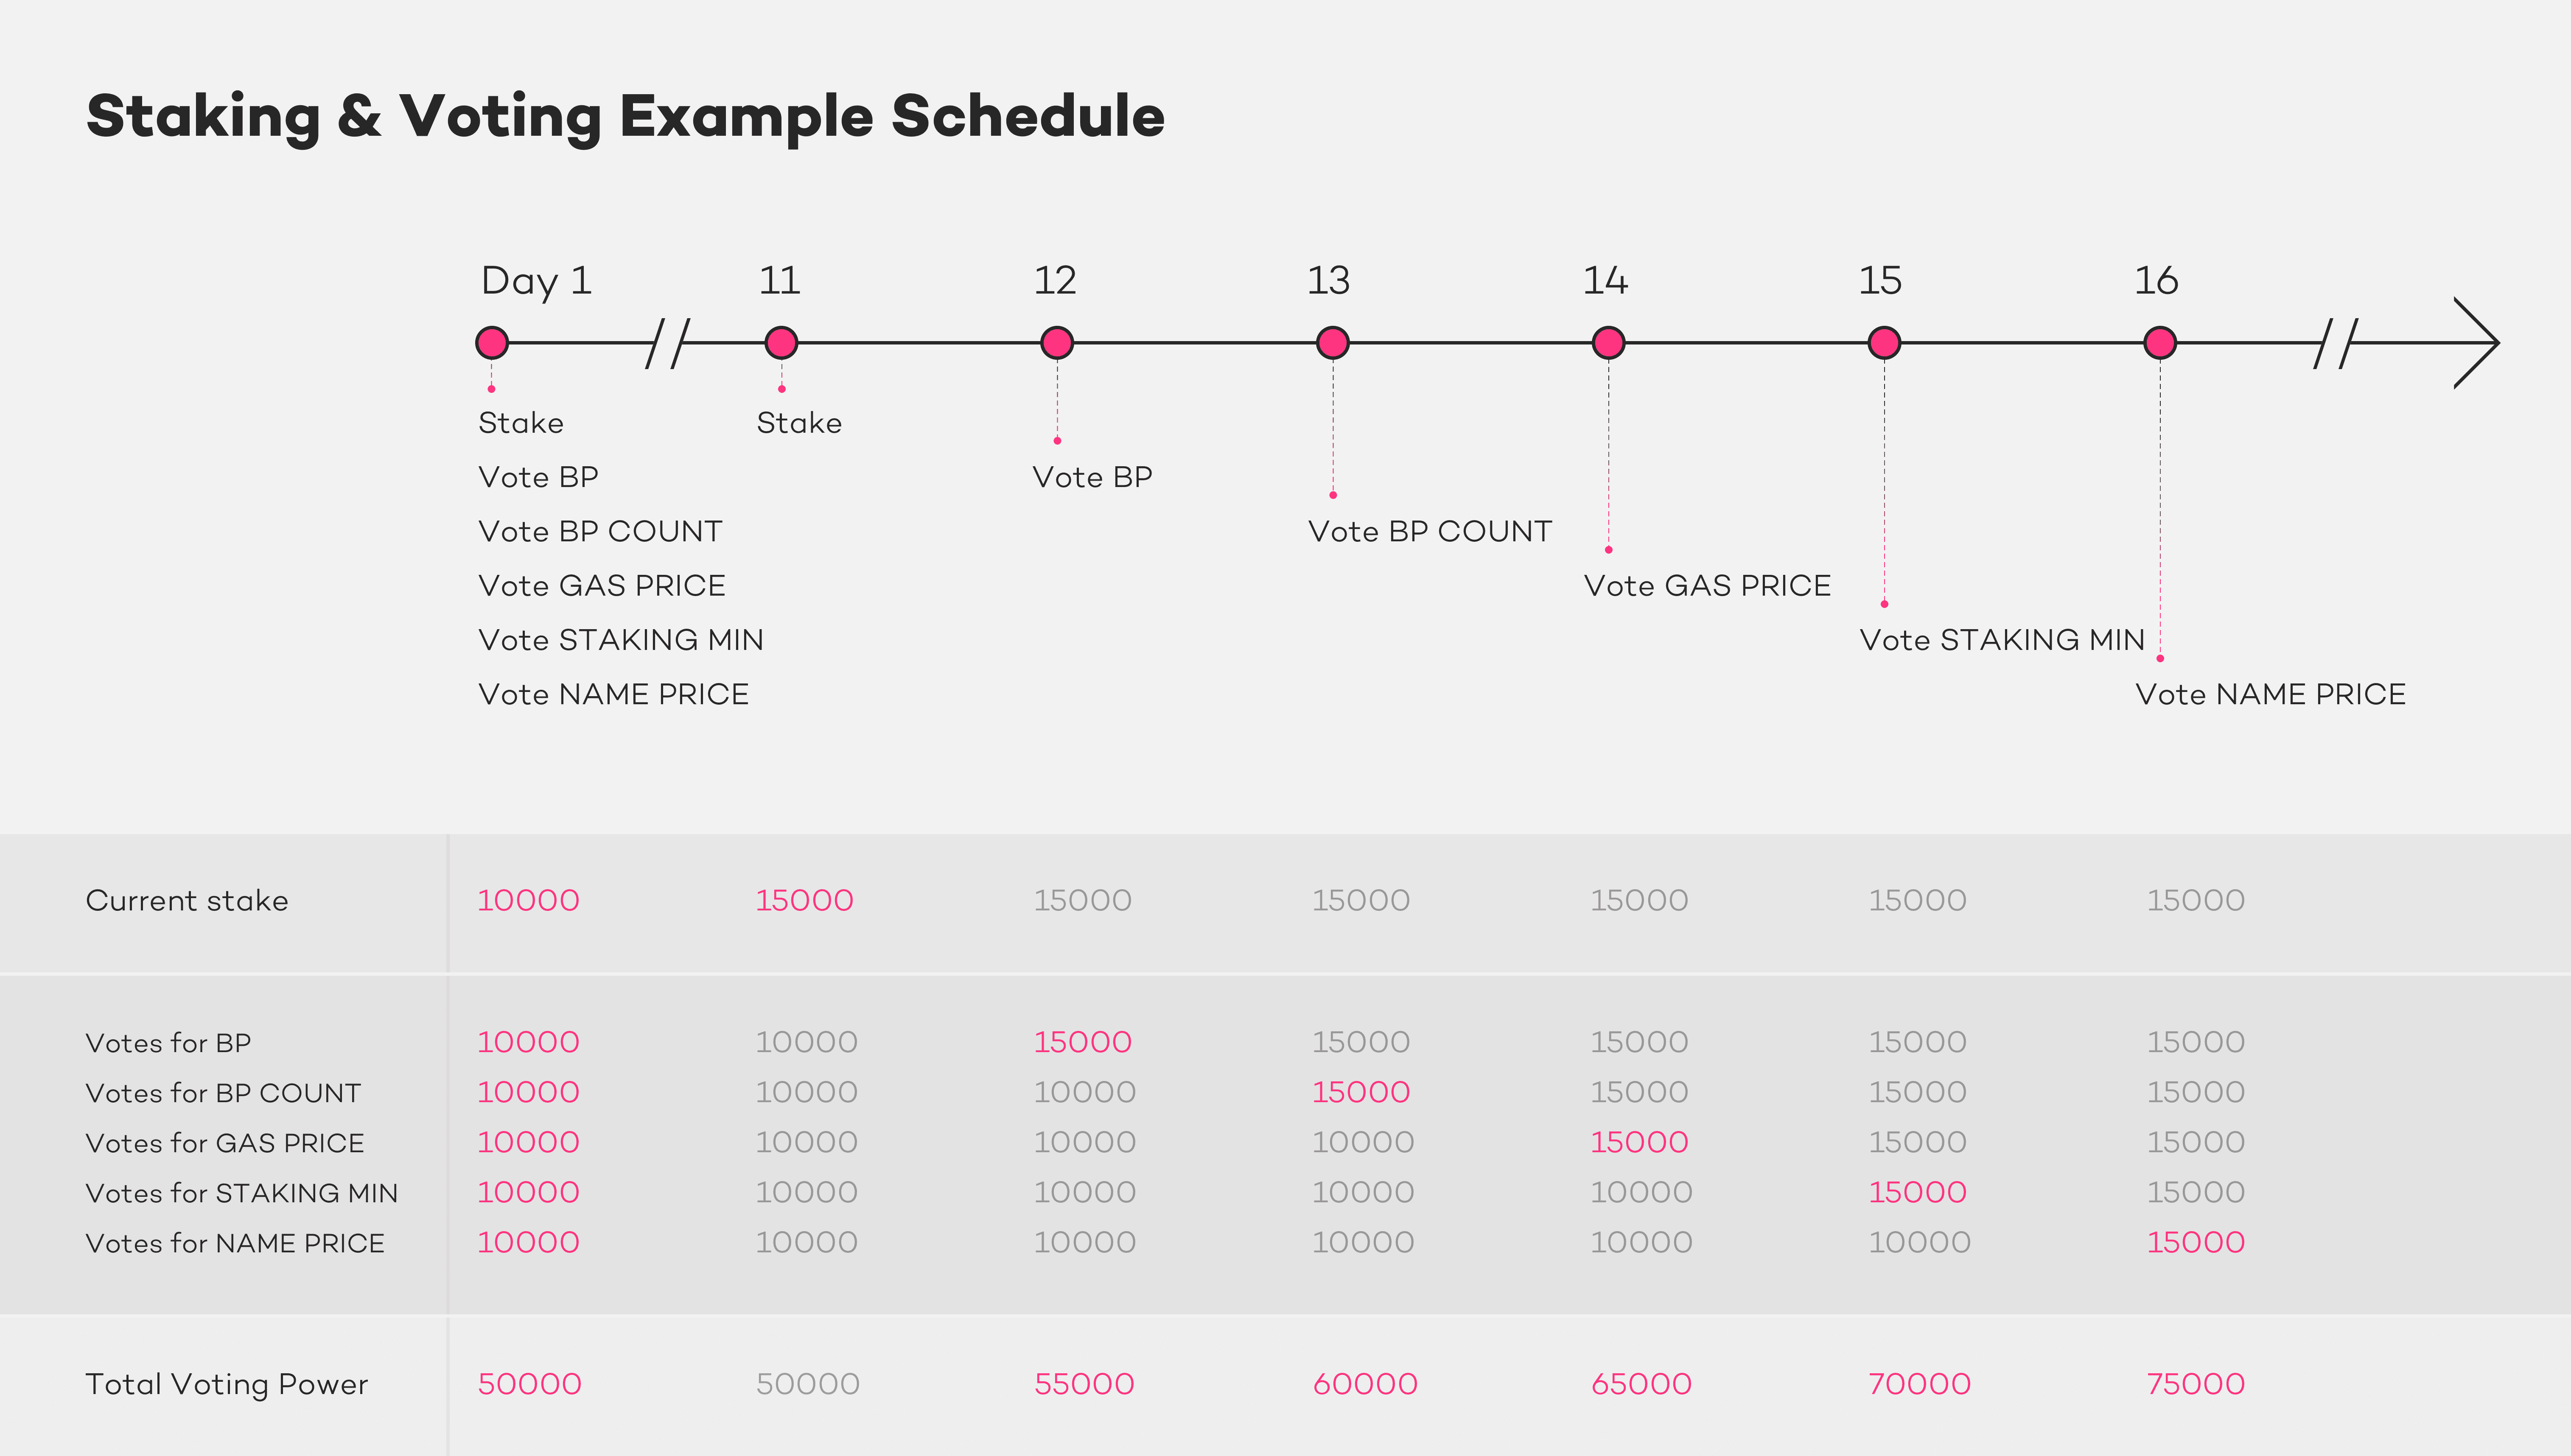 Staking & Voting Example Schedule
Day 1 11 12 13 14 15 16
Stake Stake
Vote BP Vote BP
Vote BP COUNT Vote BP COUNT
Vote GAS PRICE Vote GAS PRICE
Vote STAKING MIN Vote STAKING MIN
Vote NAME PRICE Vote NAME PRICE
Current stake 10000 15000 15000 15000 15000 15000 15000
Votes for BP 10000 10000 15000 15000 15000 15000 15000
Votes for BP COUNT 10000 10000 10000 15000 15000 15000 15000
Votes for GAS PRICE 10000 10000 10000 10000 15000 15000 15000
Votes for STAKING MIN 10000 10000 10000 10000 10000 15000 15000
Votes for NAME PRICE 10000 10000 10000 10000 10000 10000 15000
Total Voting Power 50000 50000 55000 60000 65000 70000 75000